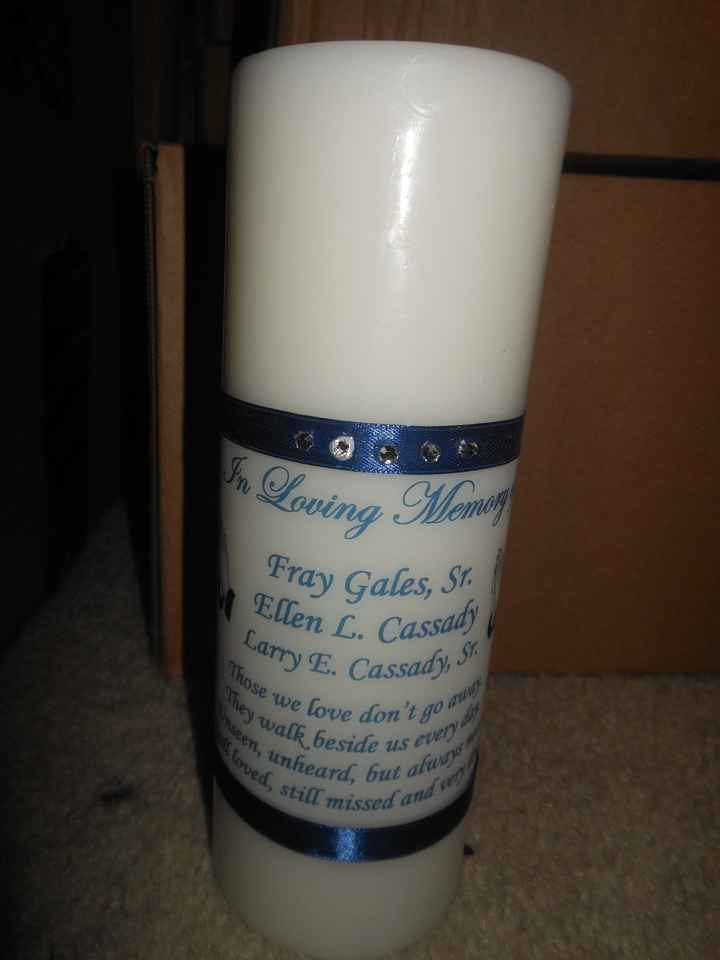 In Loving Memory
Fray Gales, Sr.
Ellen L. Cassady
Larry E. Cassady, Sr.
Those we love don't go away,
They walk beside us every day,
Unseen, unheard, but always
loved, still missed and very